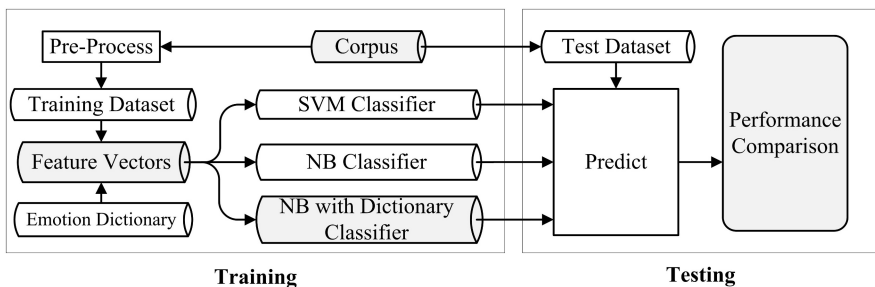 Pre-Process
Corpus
Test Dataset
Training Dataset
SVM Classifier
Feature Vectors
NB Classifier
Predict
Performance
Comparison
Emotion Dictionary
NB with Dictionary
Classifier
Training
Testing